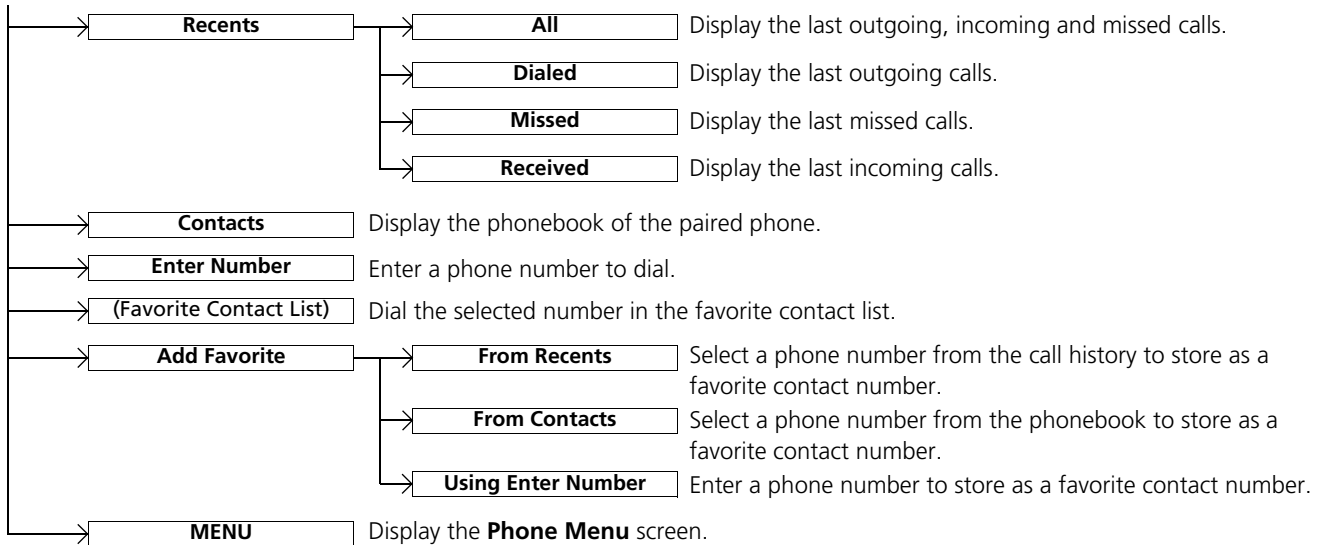 Recents All Display the last outgoing, incoming and missed calls.
Dialed Display the last outgoing calls.
Missed Display the last missed calls.
Received Display the last incoming calls.
Contacts Display the phonebook of the paired phone.
Enter Number Enter a phone number to dial.
(Favorite Contact List) Dial the selected number in the favorite contact list.
Add Favorite From Recents Select a phone number from the call history to store as a
favorite contact number.
From Contacts Select a phone number from the phonebook to store as a
favorite contact number.
Using Enter Number Enter a phone number to store as a favorite contact number.
MENU Display the Phone Menu screen.